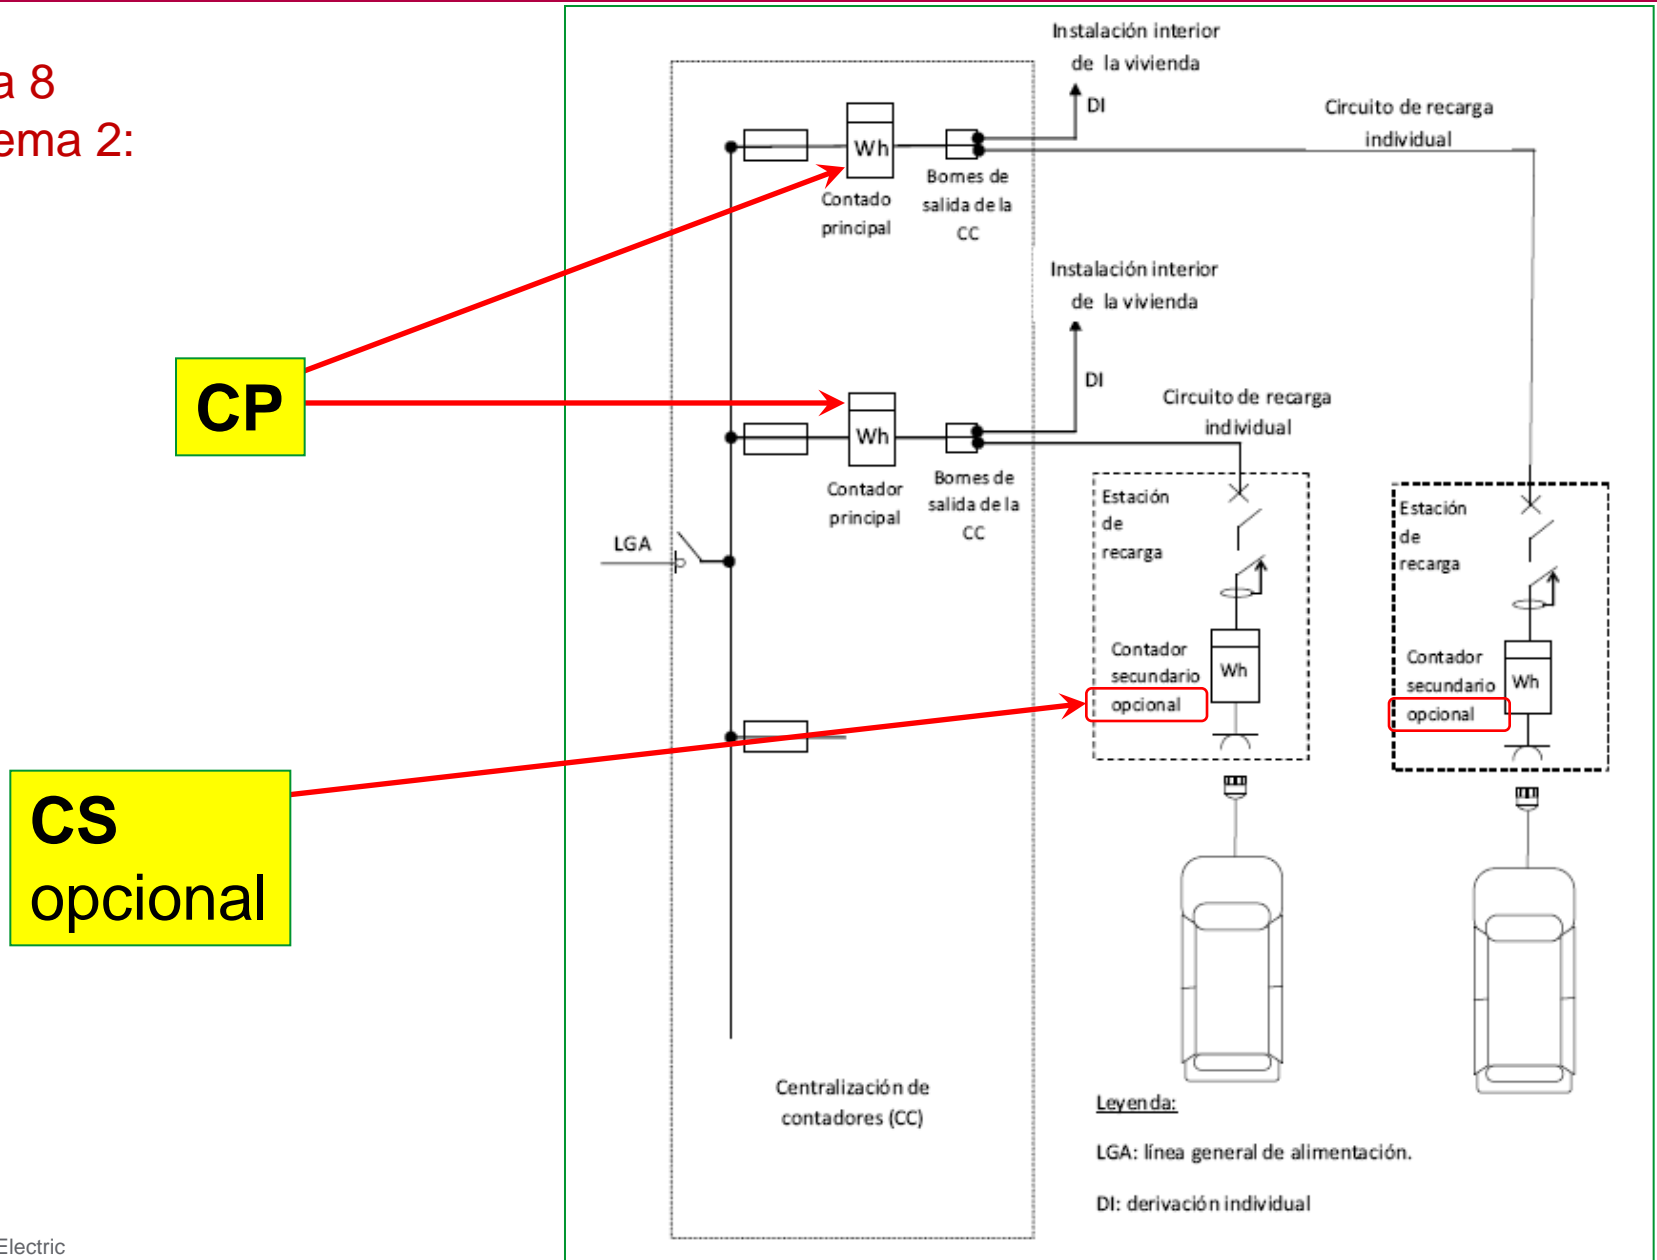 a 8
ema 2:
CP
CS
opcional
Instalación interior
de la vivienda
DI
Circuito de recarga
individual
Wh
Contado
principal
Bornes de
salida de la
CC
Instalación interior
de la vivienda
DI
Circuito de recarga
individual
Wh
Contador
principal
Bornes de
salida de la
CC
LGA
Estación
de
recarga
Contador
secundario
opcional
Wh
Estación
de
recarga
Contador
secundario
opcional
Wh
Centralización de
contadores (CC)
Leyenda:
LGA: línea general de alimentación.
DI: derivación individual
Electric